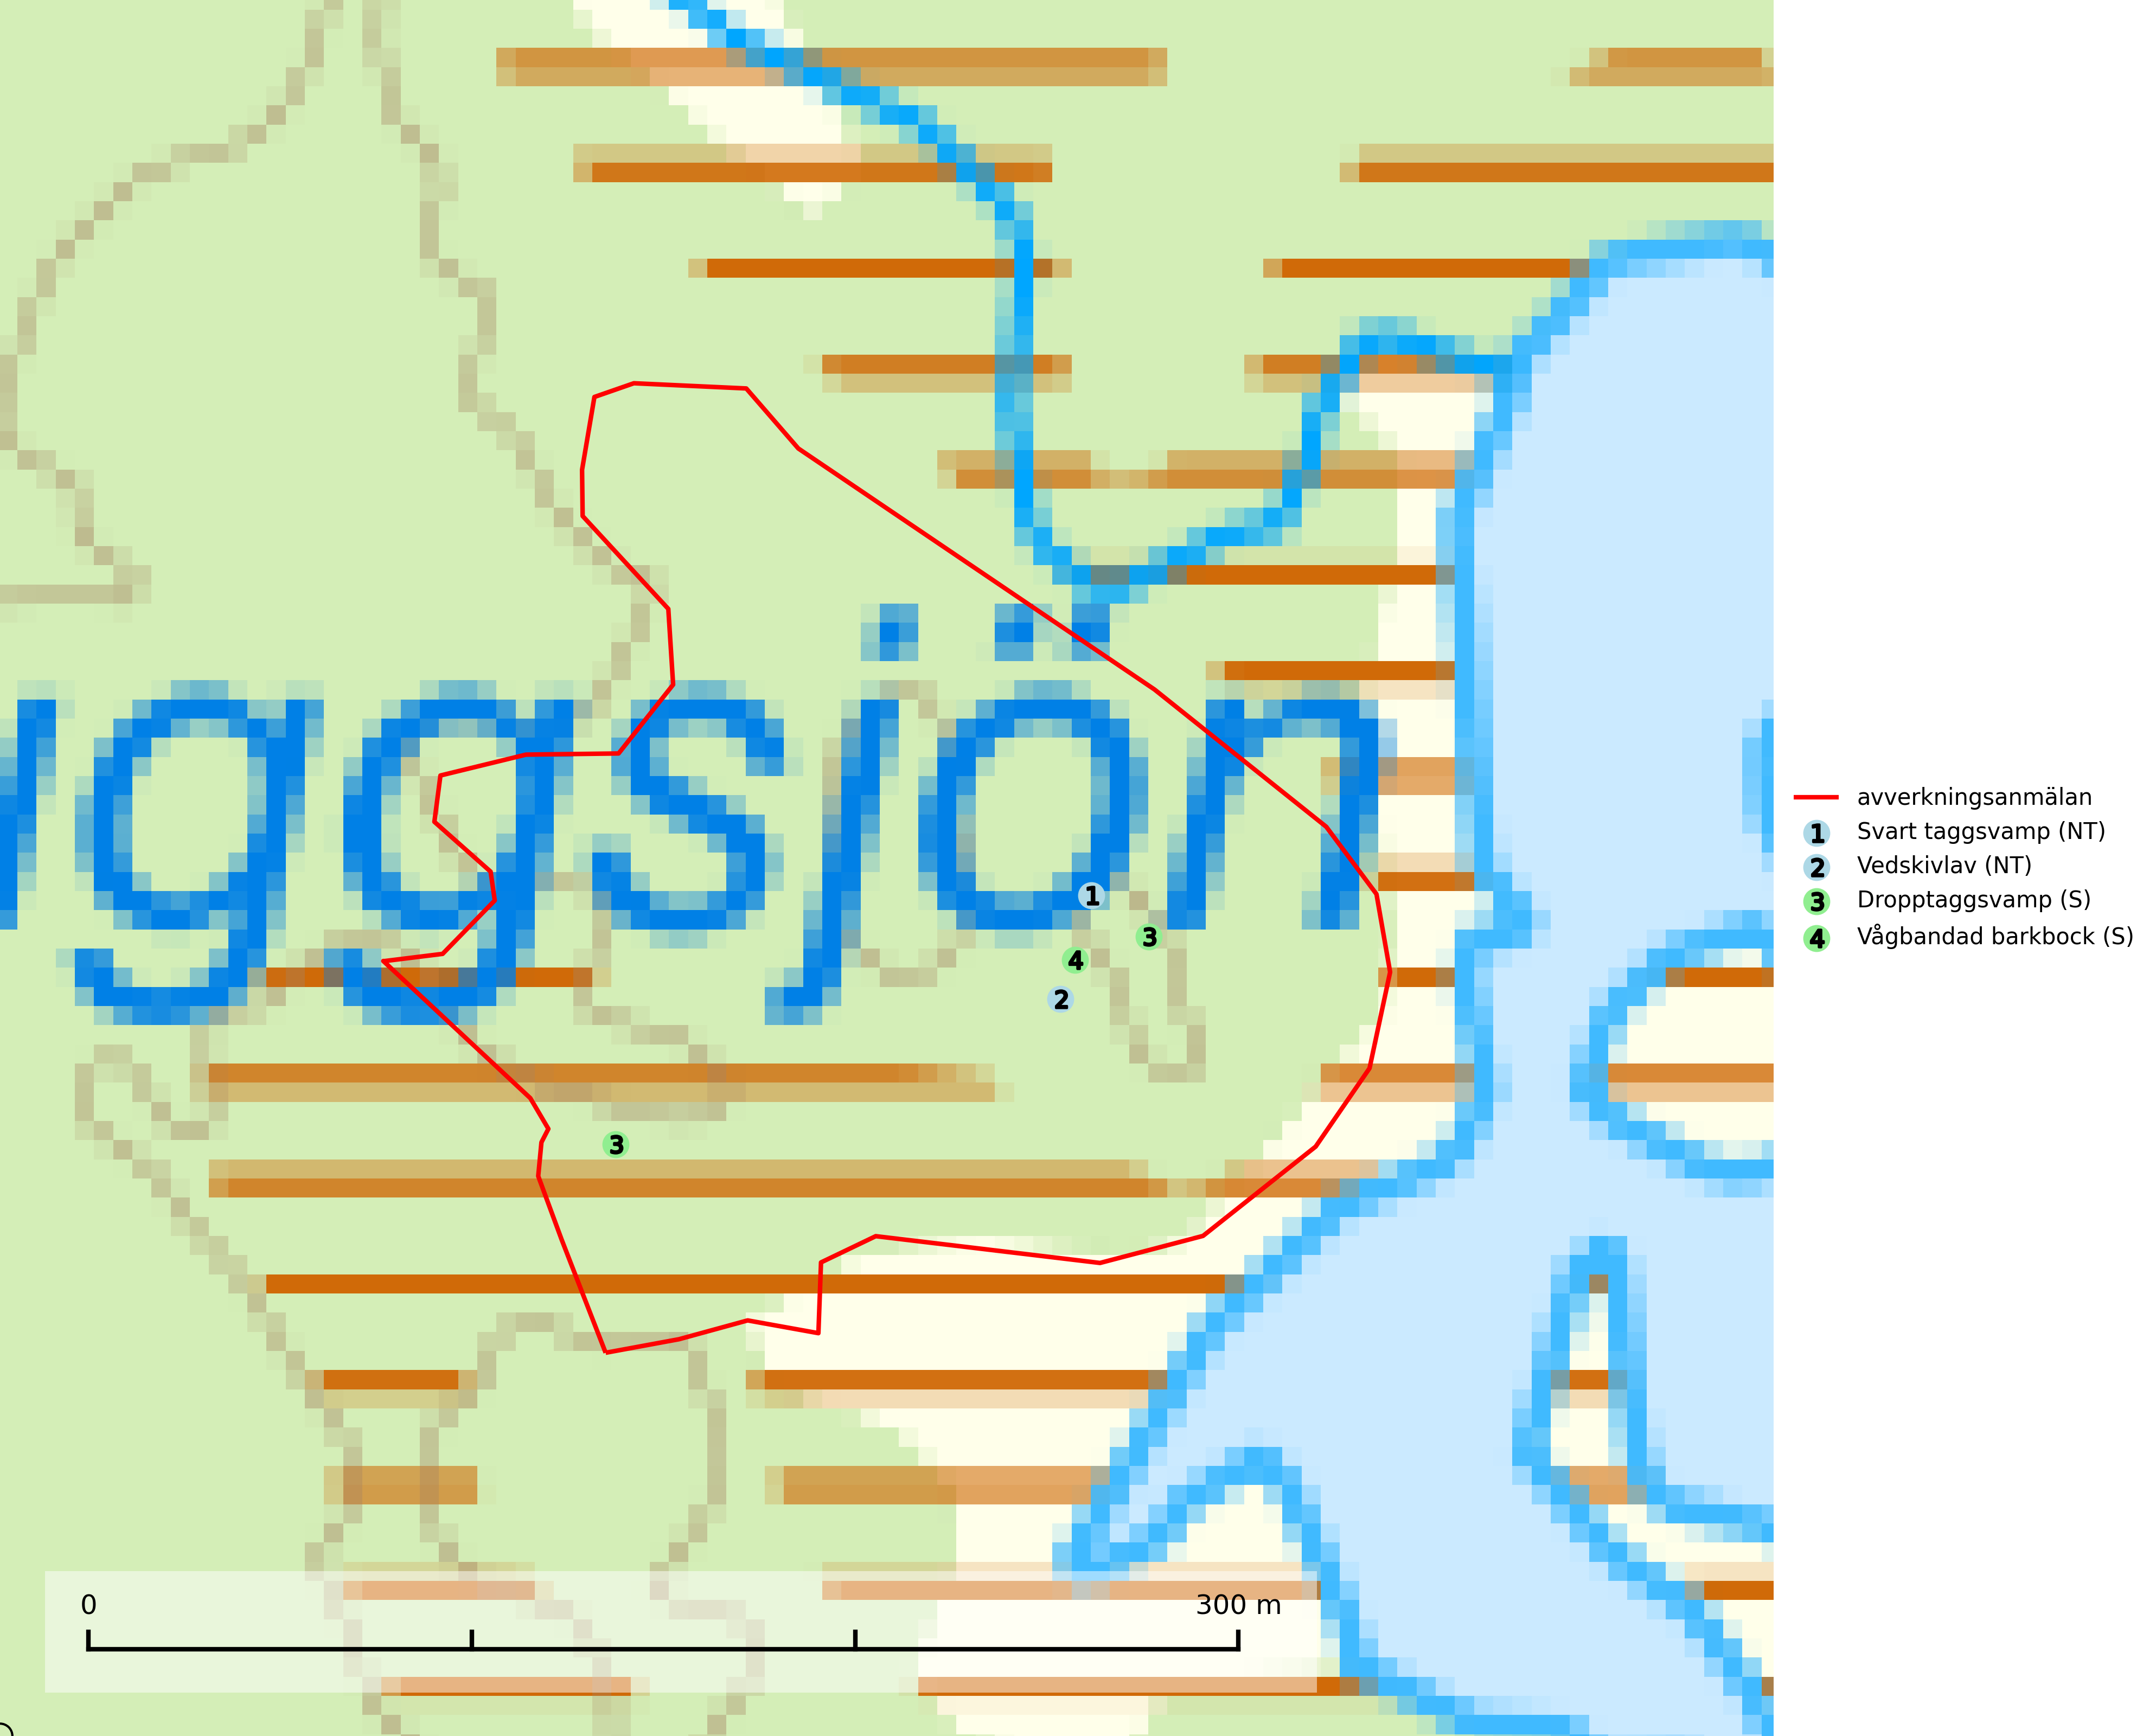 ggsjön
1
3
4
2
3
0
300 m
avverkningsanmälan
1 Svart taggsvamp (NT)
2 Vedskivlav (NT)
3 Dropptaggsvamp (S)
4 Vågbandad barkbock (S)